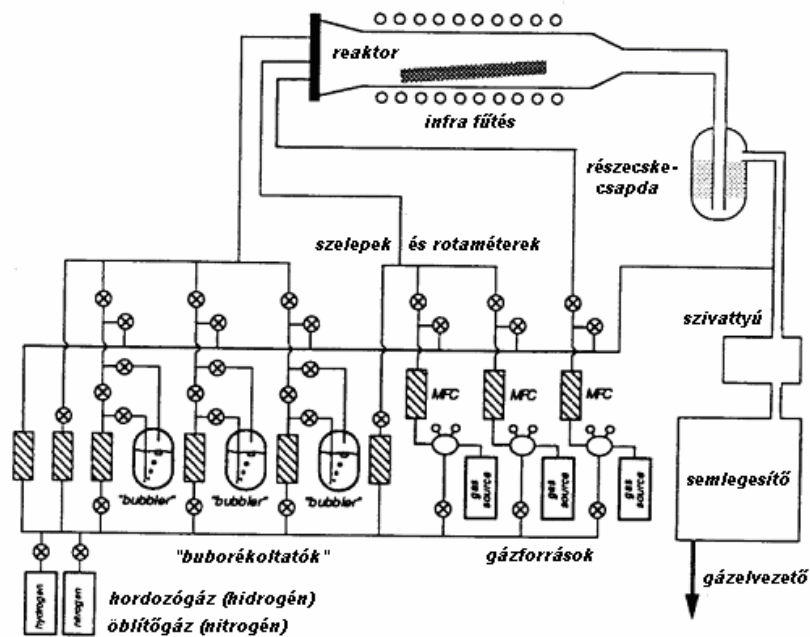 reaktor
infra fűtés
részecske-
csapda
szelepek és rotaméterek
szivattyú
MFC
MFC
MFC
gas
source
gas
source
gas
source
semlegesítő
"bubbler"
"bubbler"
"bubbler"
"buborékoltatók"
gázforrások
gázelvezető
hydrogen
nitrogen
hordozógáz (hidrogén)
öblítőgáz (nitrogén)